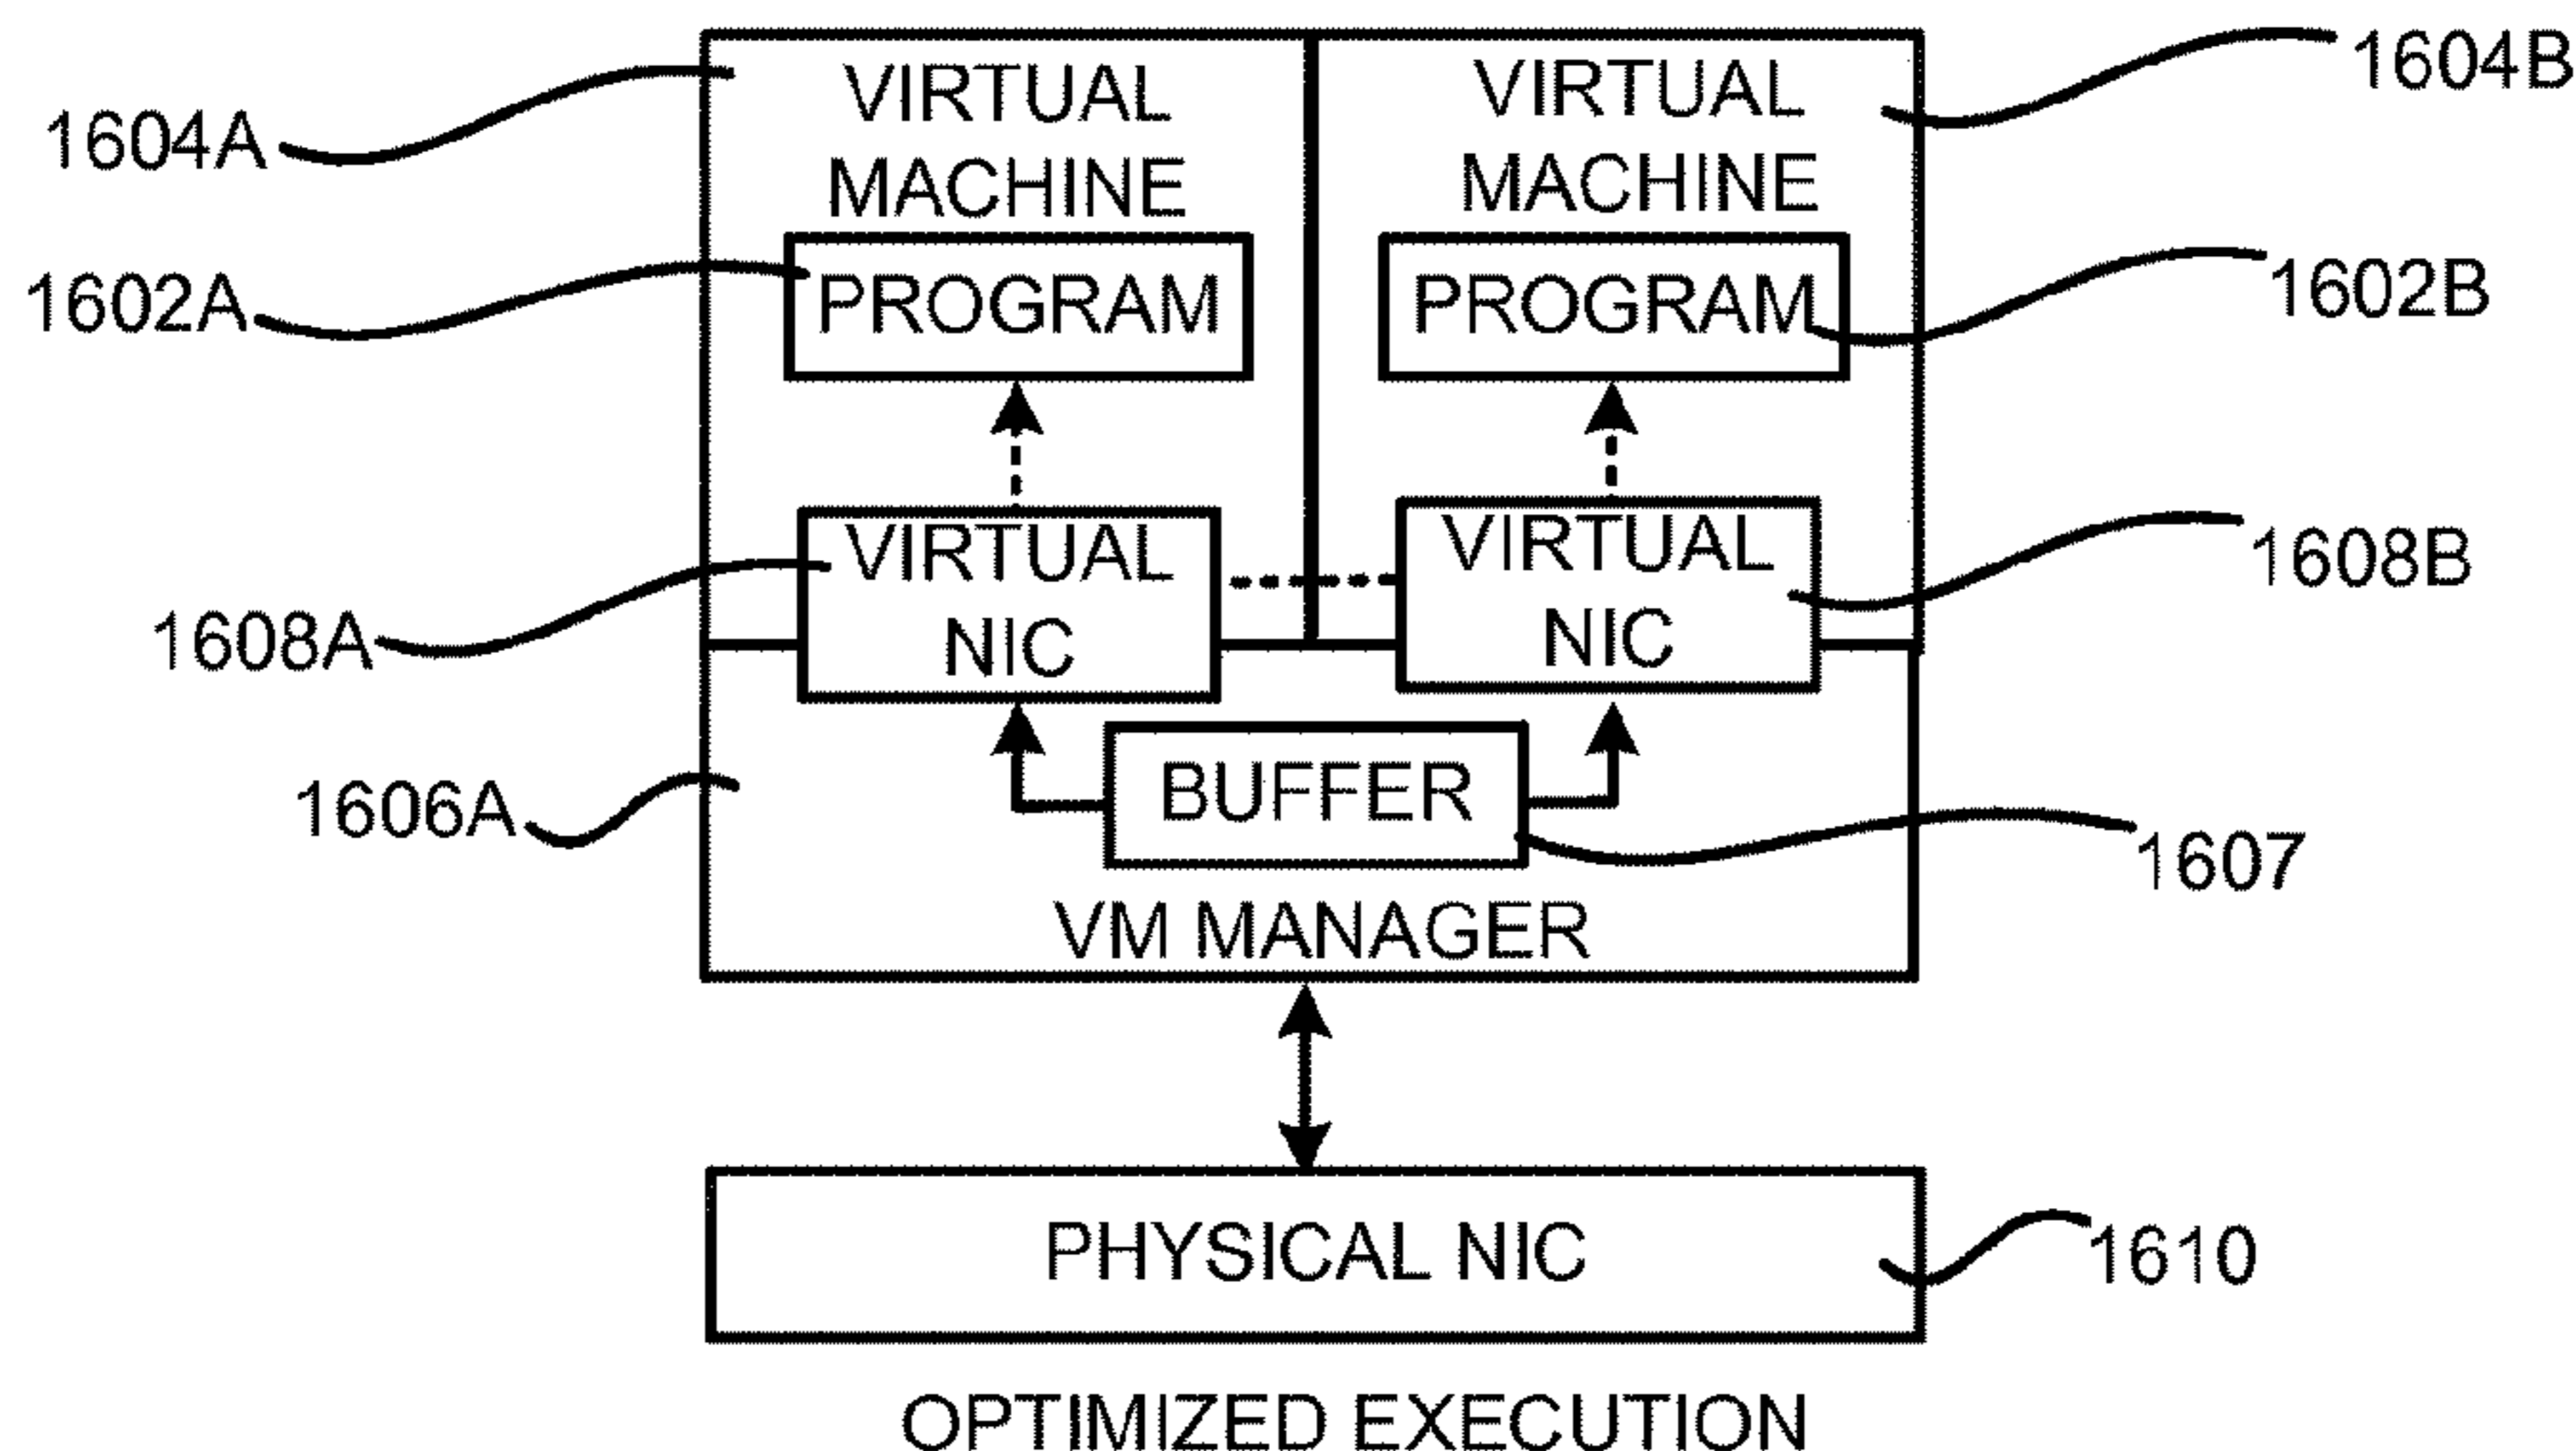 1604B
VIRTUAL
MACHINE
VIRTUAL
MACHINE
1604A
1602A
PROGRAM
PROGRAM
1602B
1608A
VIRTUAL
NIC
VIRTUAL
NIC
1608B
1606A
BUFFER
1607
VM MANAGER
PHYSICAL NIC
1610
OPTIMIZED EXECUTION